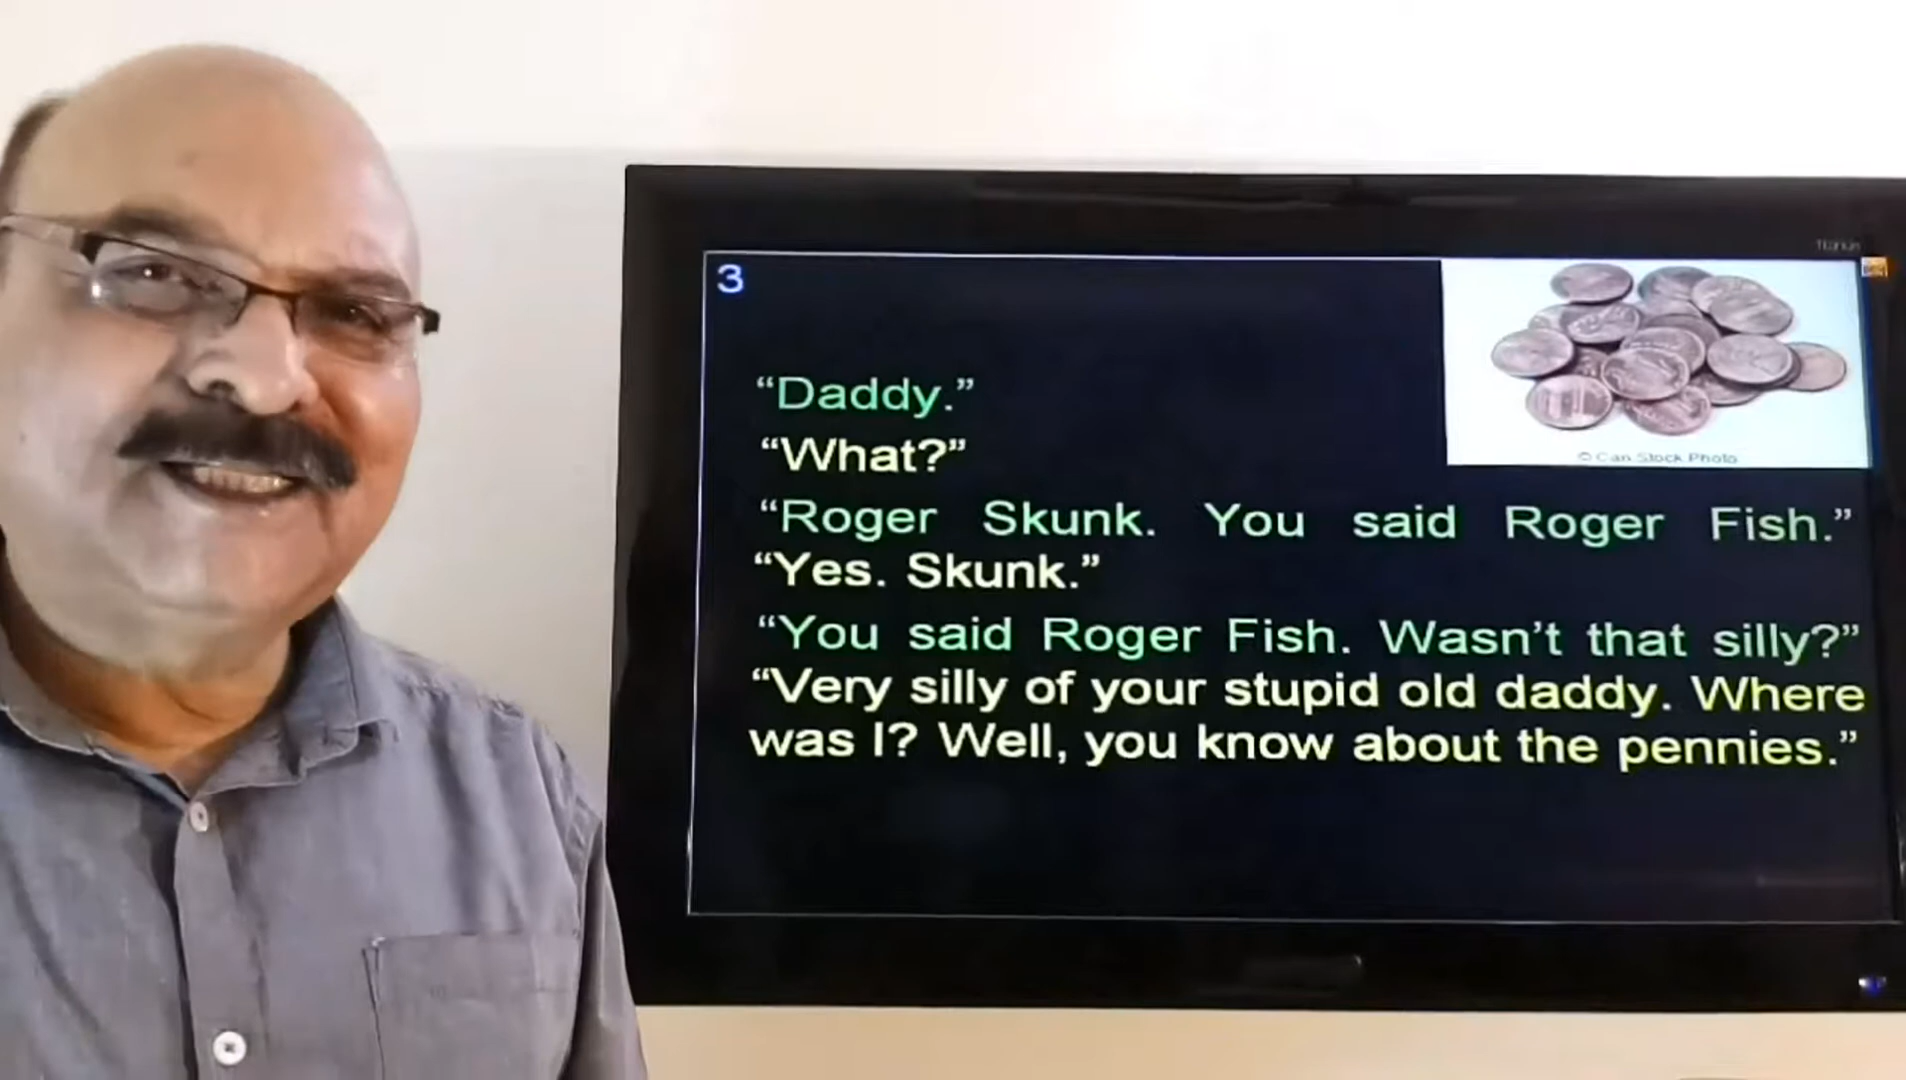 3
“Daddy.”
“What?”
“Roger Skunk. You said Roger Fish.”
“Yes. Skunk.”
“You said Roger Fish. Wasn’t that silly?”
“Very silly of your stupid old daddy. Where
was I? Well, you know about the pennies.”
© Can Stock Photo